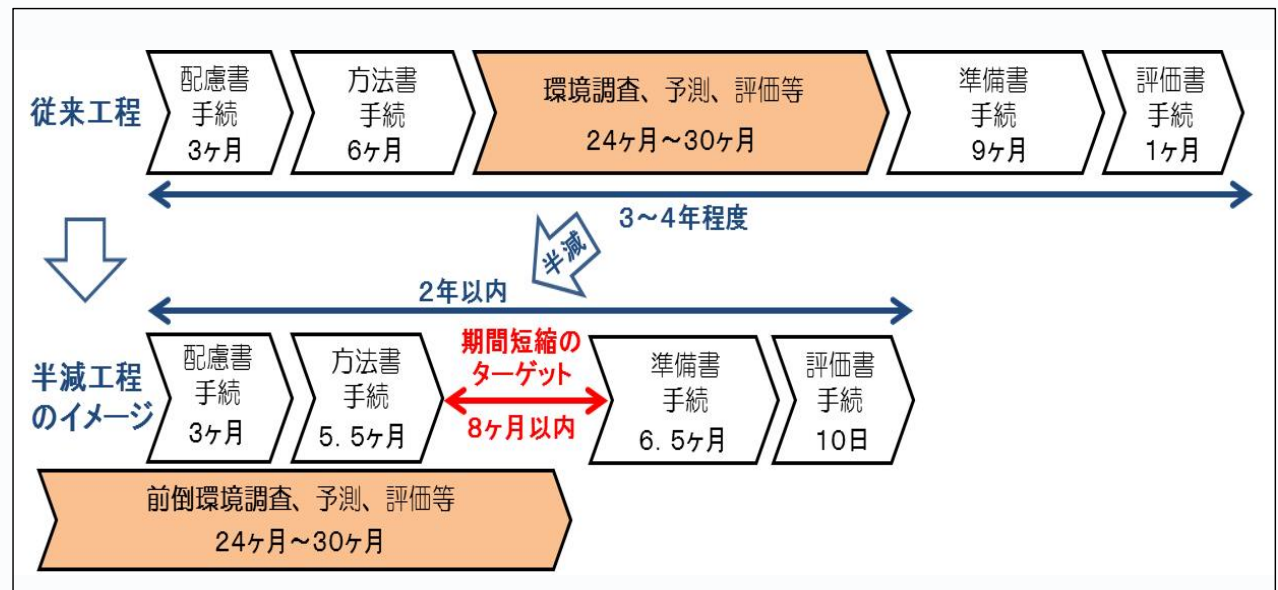 従来工程
配慮書
手続
3ヶ月
方法書
手続
6ヶ月
環境調査、予測、評価等
24ヶ月～30ヶ月
準備書
手続
9ヶ月
評価書
手続
1ヶ月
3～4年程度
半減
2年以内
半減工程
のイメージ
配慮書
手続
3ヶ月
方法書
手続
5.5ヶ月
期間短縮の
ターゲット
8ヶ月以内
準備書
手続
6.5ヶ月
評価書
手続
10日
前倒環境調査、予測、評価等
24ヶ月～30ヶ月